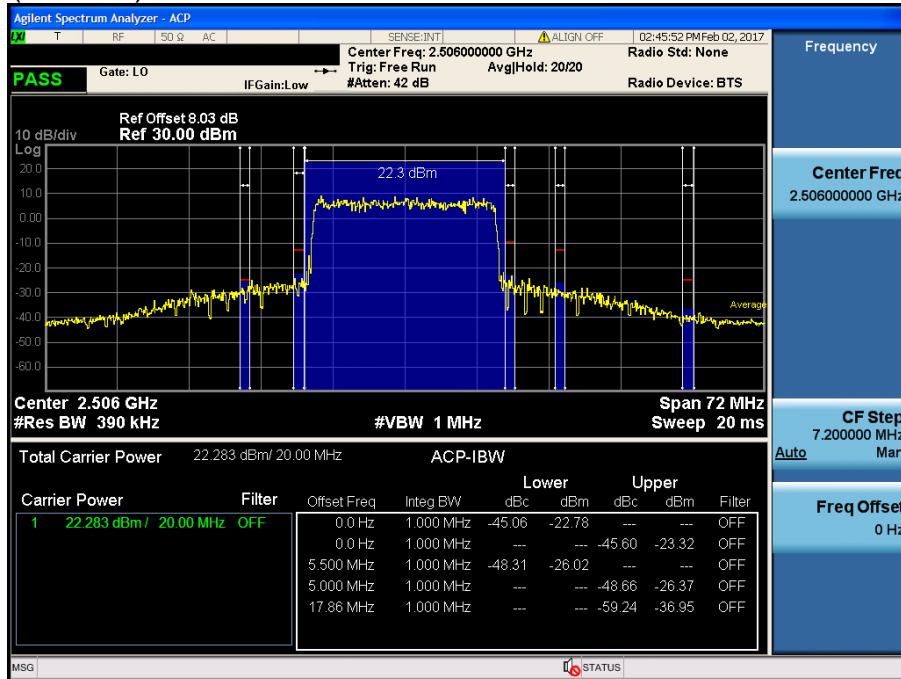 Agilent Spectrum Analyzer - ACP
LXI T RF 50 Ω AC SENSE:INT ALIGN OFF 02:45:52 PM Feb 02, 2017
Center Freq: 2.506000000 GHz Radio Std: None
Trig: Free Run Avg|Hold: 20/20
PASS Gate: LO IFGain:Low #Atten: 42 dB Radio Device: BTS
Ref Offset 8.03 dB
10 dB/div Ref 30.00 dBm
Log
20.0
22.3 dBm
10.0
0.00
-10.0
-20.0
-30.0
Average
-40.0
-50.0
-60.0
Center 2.506 GHz Span 72 MHz
#Res BW 390 kHz #VBW 1 MHz Sweep 20 ms
Total Carrier Power 22.283 dBm/ 20.00 MHz ACP-IBW
Lower Upper
Carrier Power Filter Offset Freq Integ BW dBc dBm dBc dBm Filter
1 22.283 dBm / 20.00 MHz OFF 0.0 Hz 1.000 MHz -45.06 -22.78 --- --- OFF
0.0 Hz 1.000 MHz --- --- -45.60 -23.32 OFF
5.500 MHz 1.000 MHz -48.31 -26.02 --- --- OFF
5.000 MHz 1.000 MHz --- --- -48.66 -26.37 OFF
17.86 MHz 1.000 MHz --- --- -59.24 -36.95 OFF
MSG STATUS
Frequency
Center Freq
2.506000000 GHz
CF Step
7.200000 MHz
Auto Man
Freq Offset
0 Hz